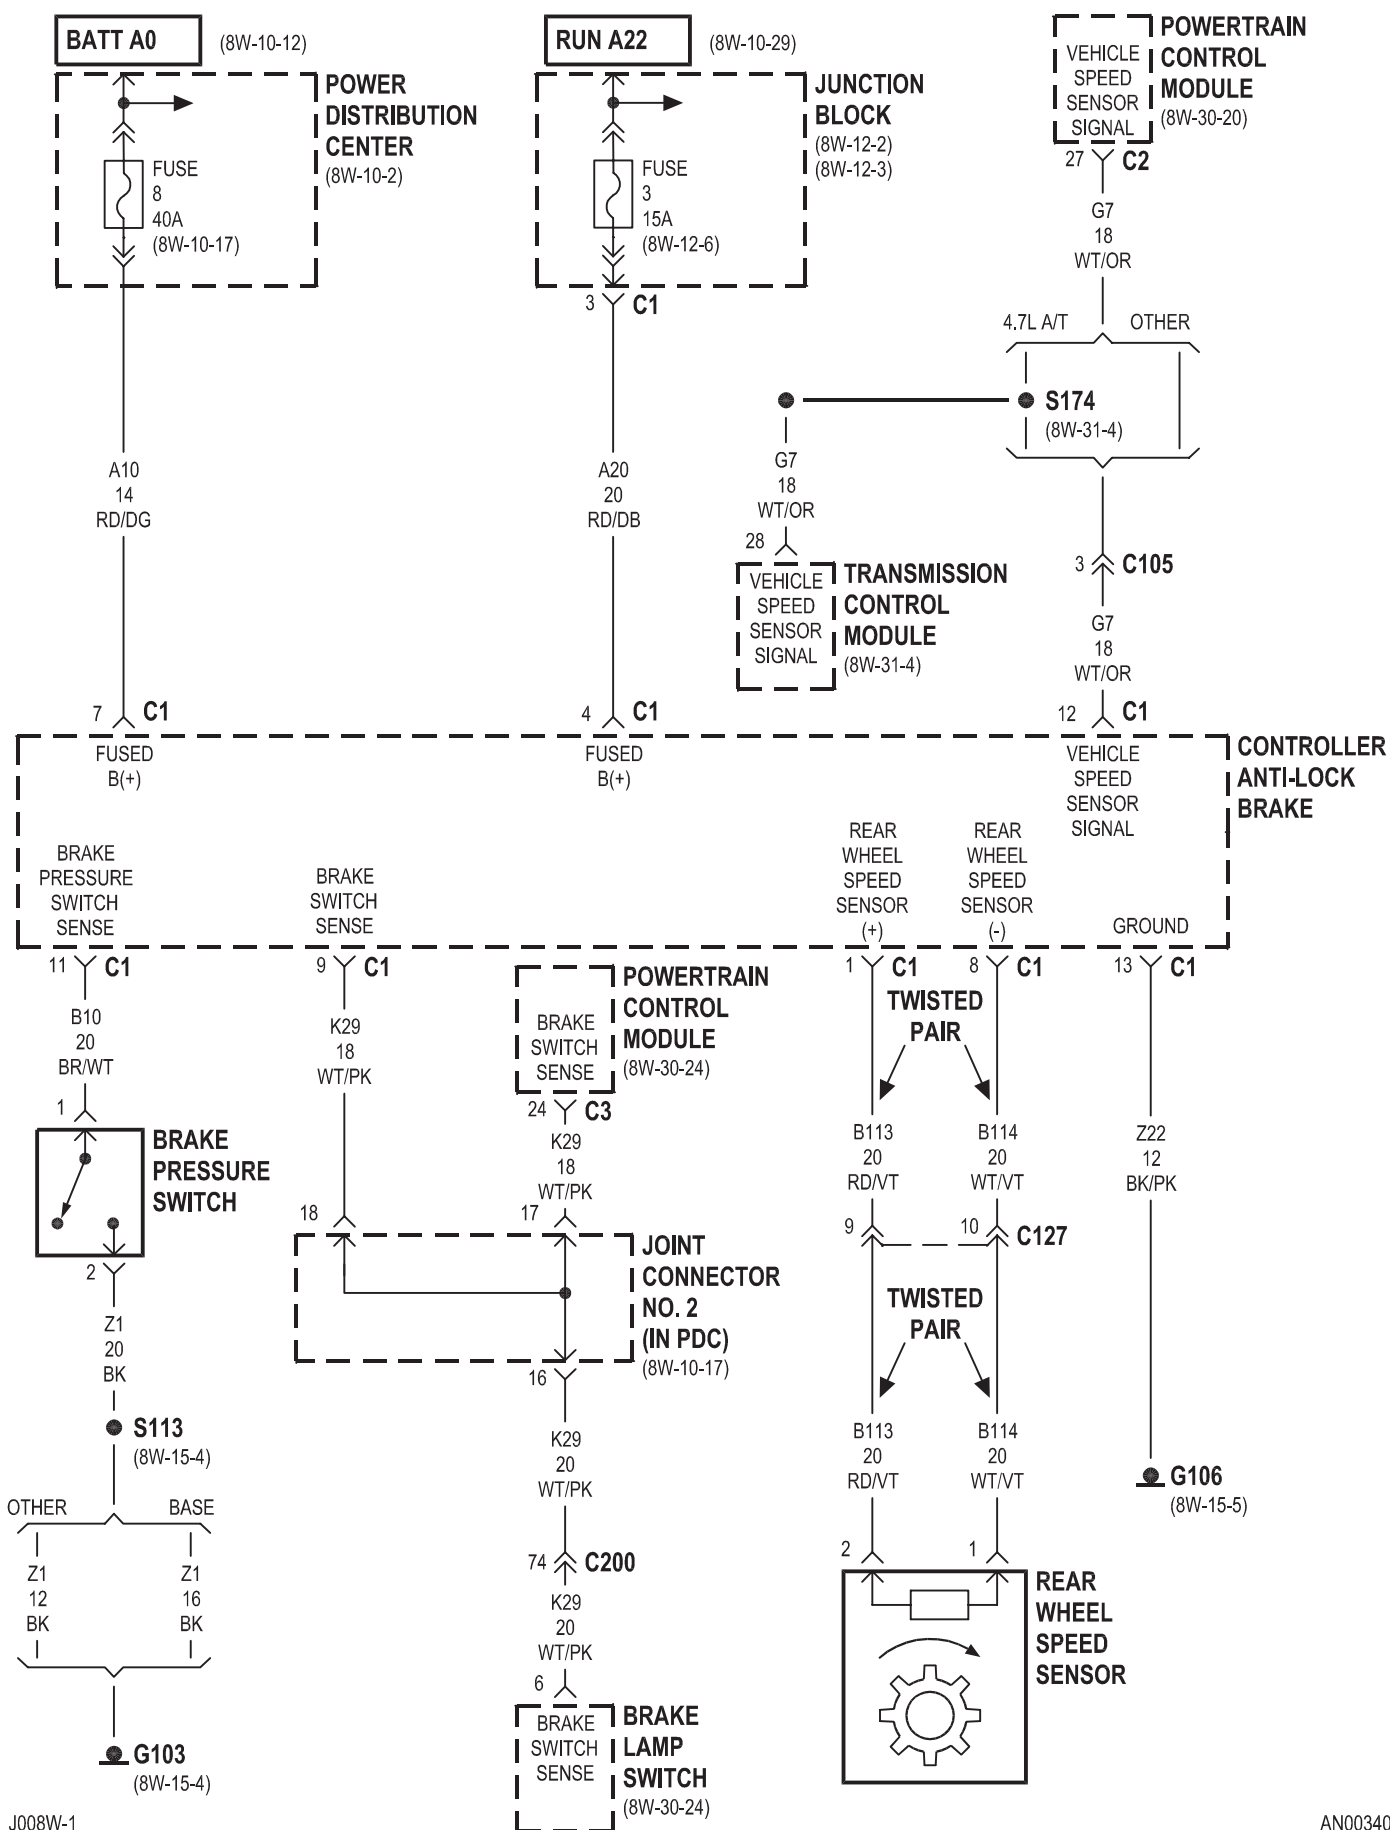 BATT A0
(8W-10-12)
RUN A22
(8W-10-29)
VEHICLE
SPEED
SENSOR
SIGNAL
POWERTRAIN
CONTROL
MODULE
(8W-30-20)
POWER
DISTRIBUTION
CENTER
(8W-10-2)
FUSE
8
40A
(8W-10-17)
JUNCTION
BLOCK
(8W-12-2)
(8W-12-3)
FUSE
3
15A
(8W-12-6)
3 C1
27 C2
G7
18
WT/OR
4.7L A/T OTHER
S174
(8W-31-4)
A10
14
RD/DG
A20
20
RD/DB
G7
18
WT/OR
28
VEHICLE
SPEED
SENSOR
SIGNAL
TRANSMISSION
CONTROL
MODULE
(8W-31-4)
3 C105
G7
18
WT/OR
7 C1
4 C1
12 C1
FUSED
B(+)
FUSED
B(+)
VEHICLE
SPEED
SENSOR
SIGNAL
CONTROLLER
ANTI-LOCK
BRAKE
BRAKE
PRESSURE
SWITCH
SENSE
BRAKE
SWITCH
SENSE
REAR
WHEEL
SPEED
SENSOR
(+)
REAR
WHEEL
SPEED
SENSOR
(-)
GROUND
11 C1
9 C1
1 C1
8 C1
13 C1
B10
20
BR/WT
K29
18
WT/PK
BRAKE
SWITCH
SENSE
POWERTRAIN
CONTROL
MODULE
(8W-30-24)
24 C3
K29
18
WT/PK
TWISTED
PAIR
B113
20
RD/VT
B114
20
WT/VT
Z22
12
BK/PK
1
BRAKE
PRESSURE
SWITCH
2
18
17
JOINT
CONNECTOR
NO. 2
(IN PDC)
(8W-10-17)
16
9
10 C127
TWISTED
PAIR
Z1
20
BK
S113
(8W-15-4)
K29
20
WT/PK
B113
20
RD/VT
B114
20
WT/VT
G106
(8W-15-5)
OTHER BASE
Z1
12
BK
Z1
16
BK
74 C200
K29
20
WT/PK
6
2
1
REAR
WHEEL
SPEED
SENSOR
BRAKE
SWITCH
SENSE
BRAKE
LAMP
SWITCH
(8W-30-24)
G103
(8W-15-4)
J008W-1
AN00340